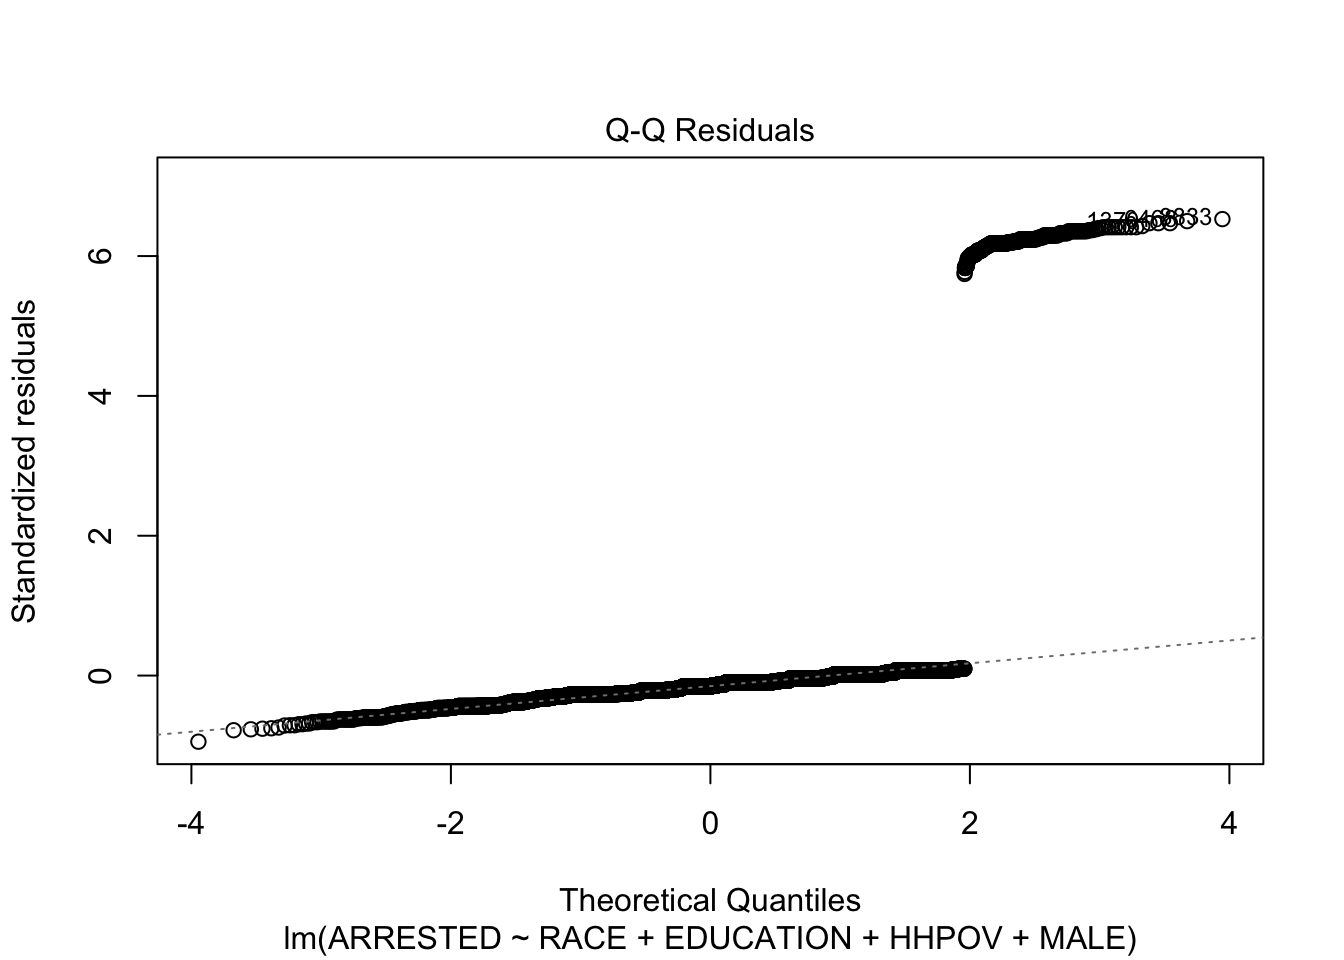 Q-Q Residuals
Standardized residuals
6
4
2
0
-4
-2
0
2
4
Theoretical Quantiles
lm(ARRESTED ~ RACE + EDUCATION + HHPOV + MALE)